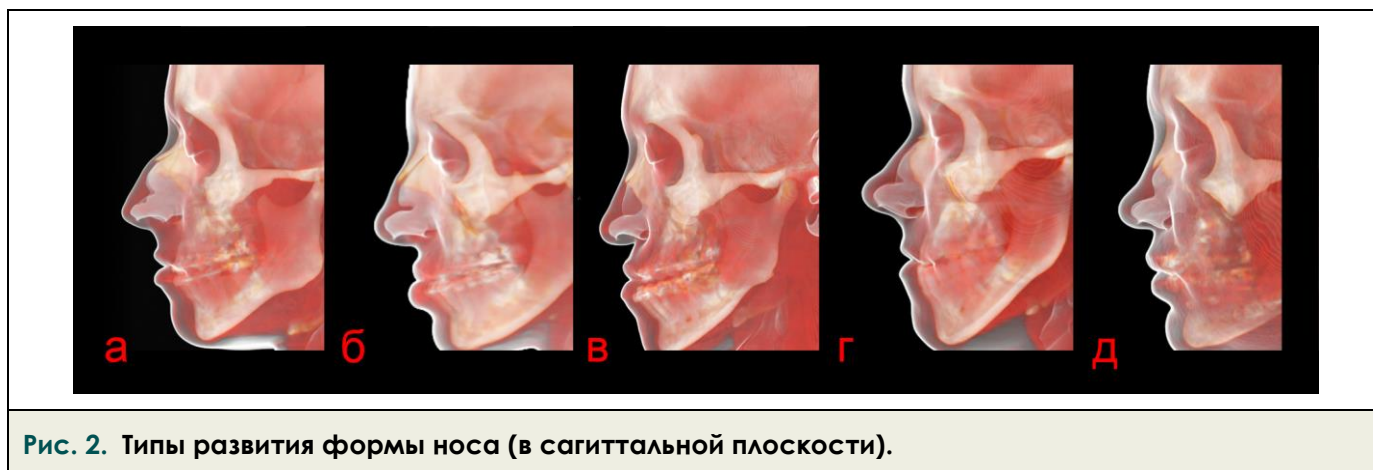 а б в г д
Рис. 2. Типы развития формы носа (в сагиттальной плоскости).